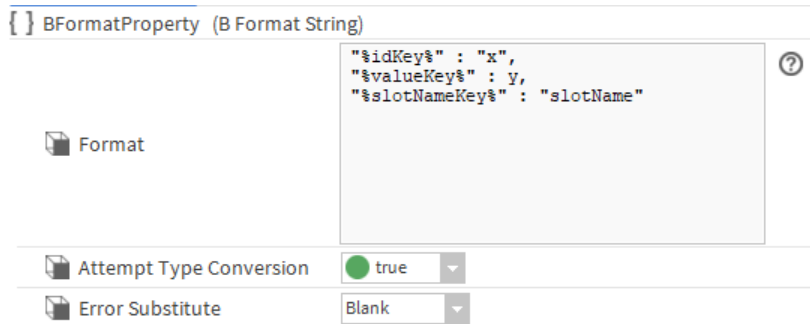 { } BFormatProperty (B Format String)
Format
"%idKey%" : "x",
"%valueKey%" : y,
"%slotNameKey%" : "slotName"
?
Attempt Type Conversion
true
Error Substitute
Blank